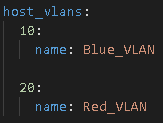 host_vlans:
  10:
    name: Blue_VLAN
  20:
    name: Red_VLAN